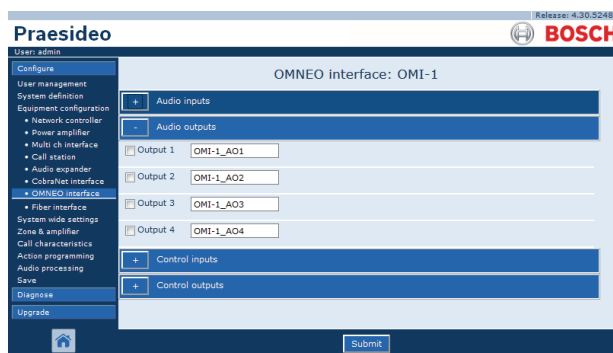 Release: 4.30.5248
Praesideo
BOSCH
User: admin
Configure
User management
System definition
Equipment configuration
• Network controller
• Power amplifier
• Multi ch interface
• Call station
• Audio expander
• CobraNet interface
• OMNEO interface
• Fiber interface
System wide settings
Zone & amplifier
Call characteristics
Action programming
Audio processing
Save
Diagnose
Upgrade
OMNEO interface: OMI-1
+ Audio inputs
- Audio outputs
Output 1 OMI-1_AO1
Output 2 OMI-1_AO2
Output 3 OMI-1_AO3
Output 4 OMI-1_AO4
+ Control inputs
+ Control outputs
Submit